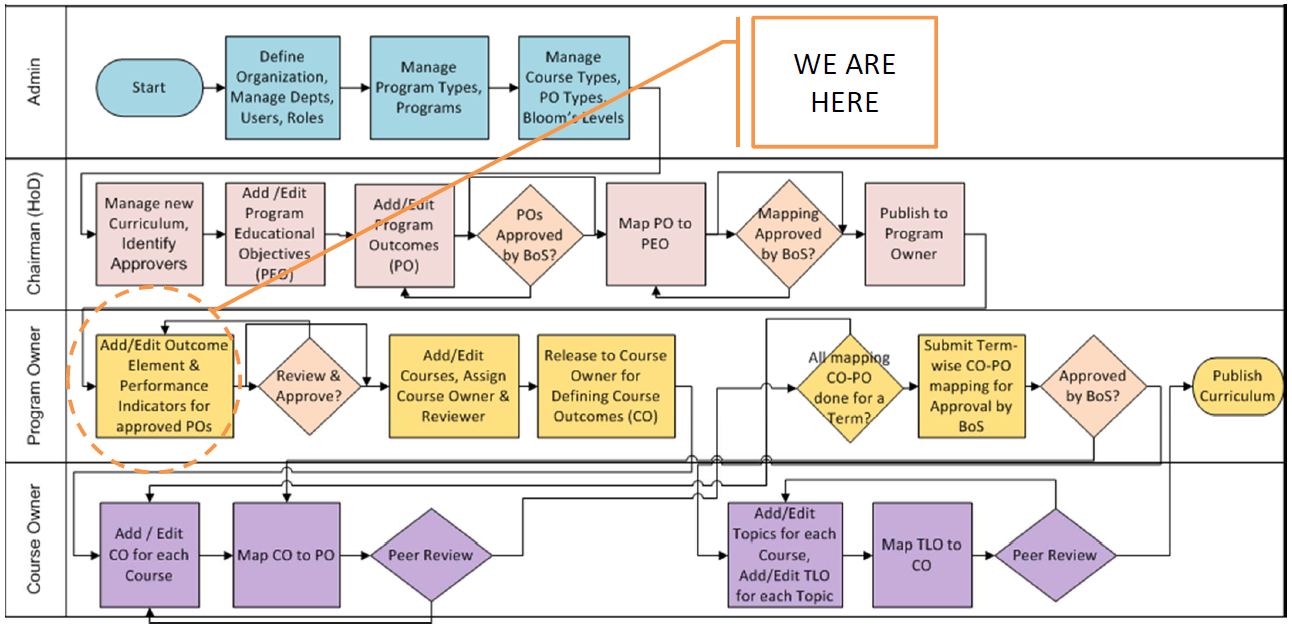 Admin
Start
Define
Organization,
Manage Depts,
Users, Roles
Manage
Program Types,
Programs
Manage
Course Types,
PO Types,
Bloom's Levels
WE ARE
HERE
Chairman (HoD)
Manage new
Curriculum,
Identify
Approvers
Add /Edit
Program
Educational
Objectives
(PEO)
Add/Edit
Program
Outcomes
(PO)
POs
Approved
by BoS?
Map PO to
PEO
Mapping
Approved
by BoS?
Publish to
Program
Owner
Program Owner
Add/Edit Outcome
Element &
Performance
Indicators for
approved POs
Review &
Approve?
Add/Edit
Courses, Assign
Course Owner &
Reviewer
Release to Course
Owner for
Defining Course
Outcomes (CO)
All mapping
CO-PO
done for a
Term?
Submit Term-
wise CO-PO
mapping for
Approval by
BoS
Approved
by BoS?
Publish
Curriculum
Course Owner
Add / Edit
CO for each
Course
Map CO to PO
Peer Review
Add/Edit
Topics for each
Course,
Add/Edit TLO
for each Topic
Map TLO to
CO
Peer Review